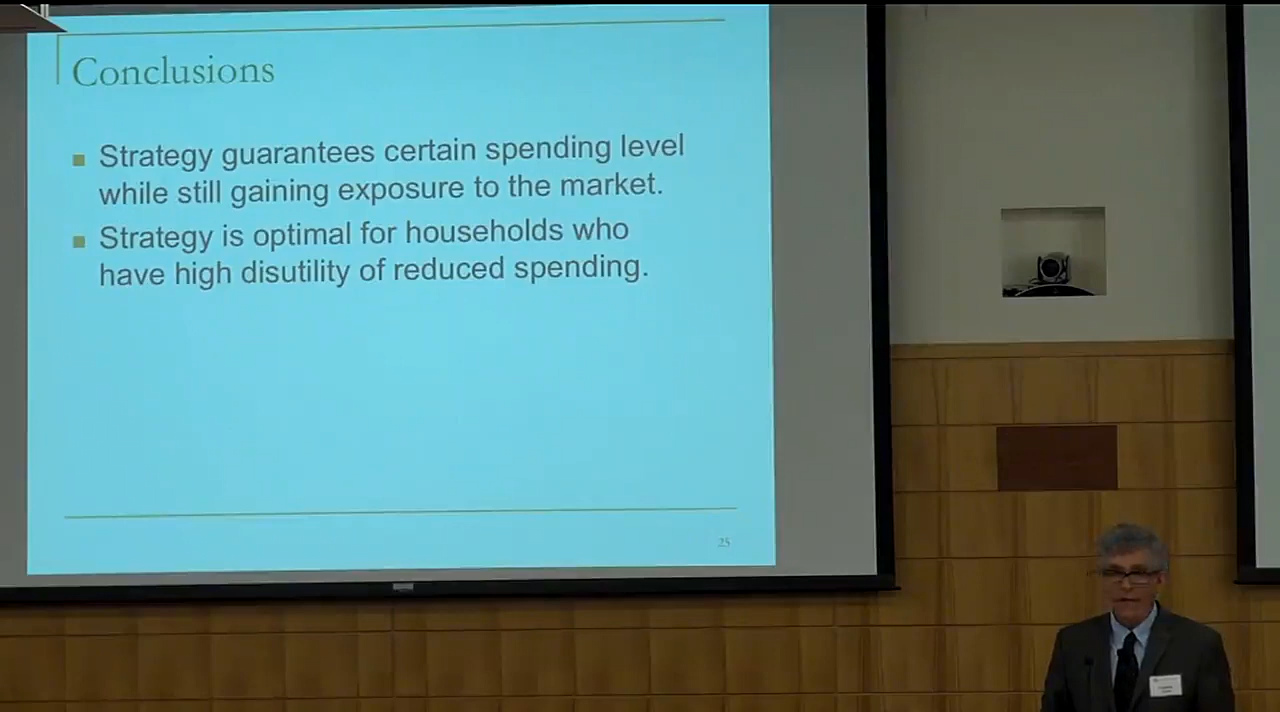 Conclusions
Strategy guarantees certain spending level
while still gaining exposure to the market.
Strategy is optimal for households who
have high disutility of reduced spending.
25